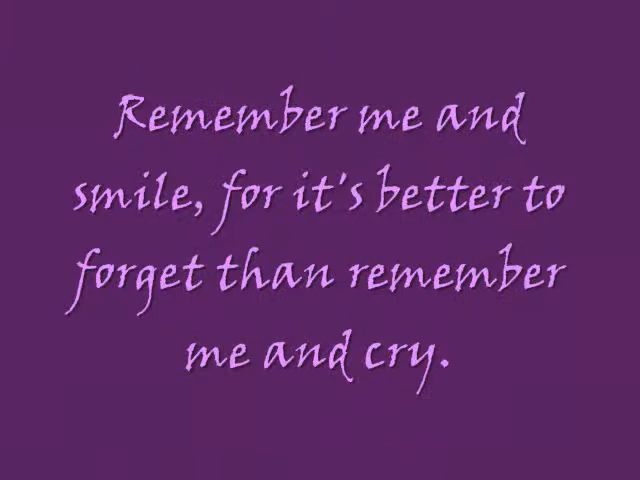 Remember me and
smile, for it's better to
forget than remember
me and cry.